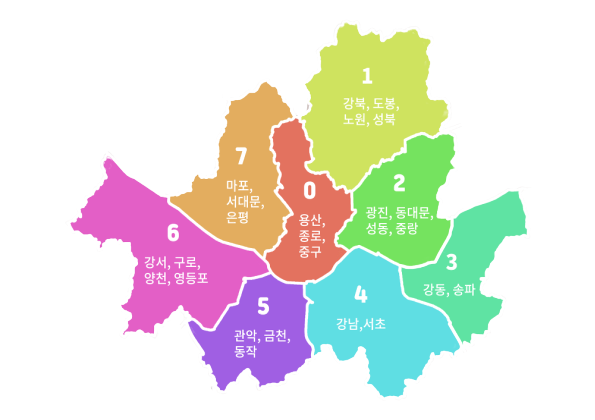 1
강북, 도봉,
노원, 성북
7
마포,
서대문,
은평
0
용산,
종로,
중구
2
광진, 동대문,
성동, 중랑
6
강서, 구로,
양천, 영등포
3
강동, 송파
5
관악, 금천,
동작
4
강남,서초